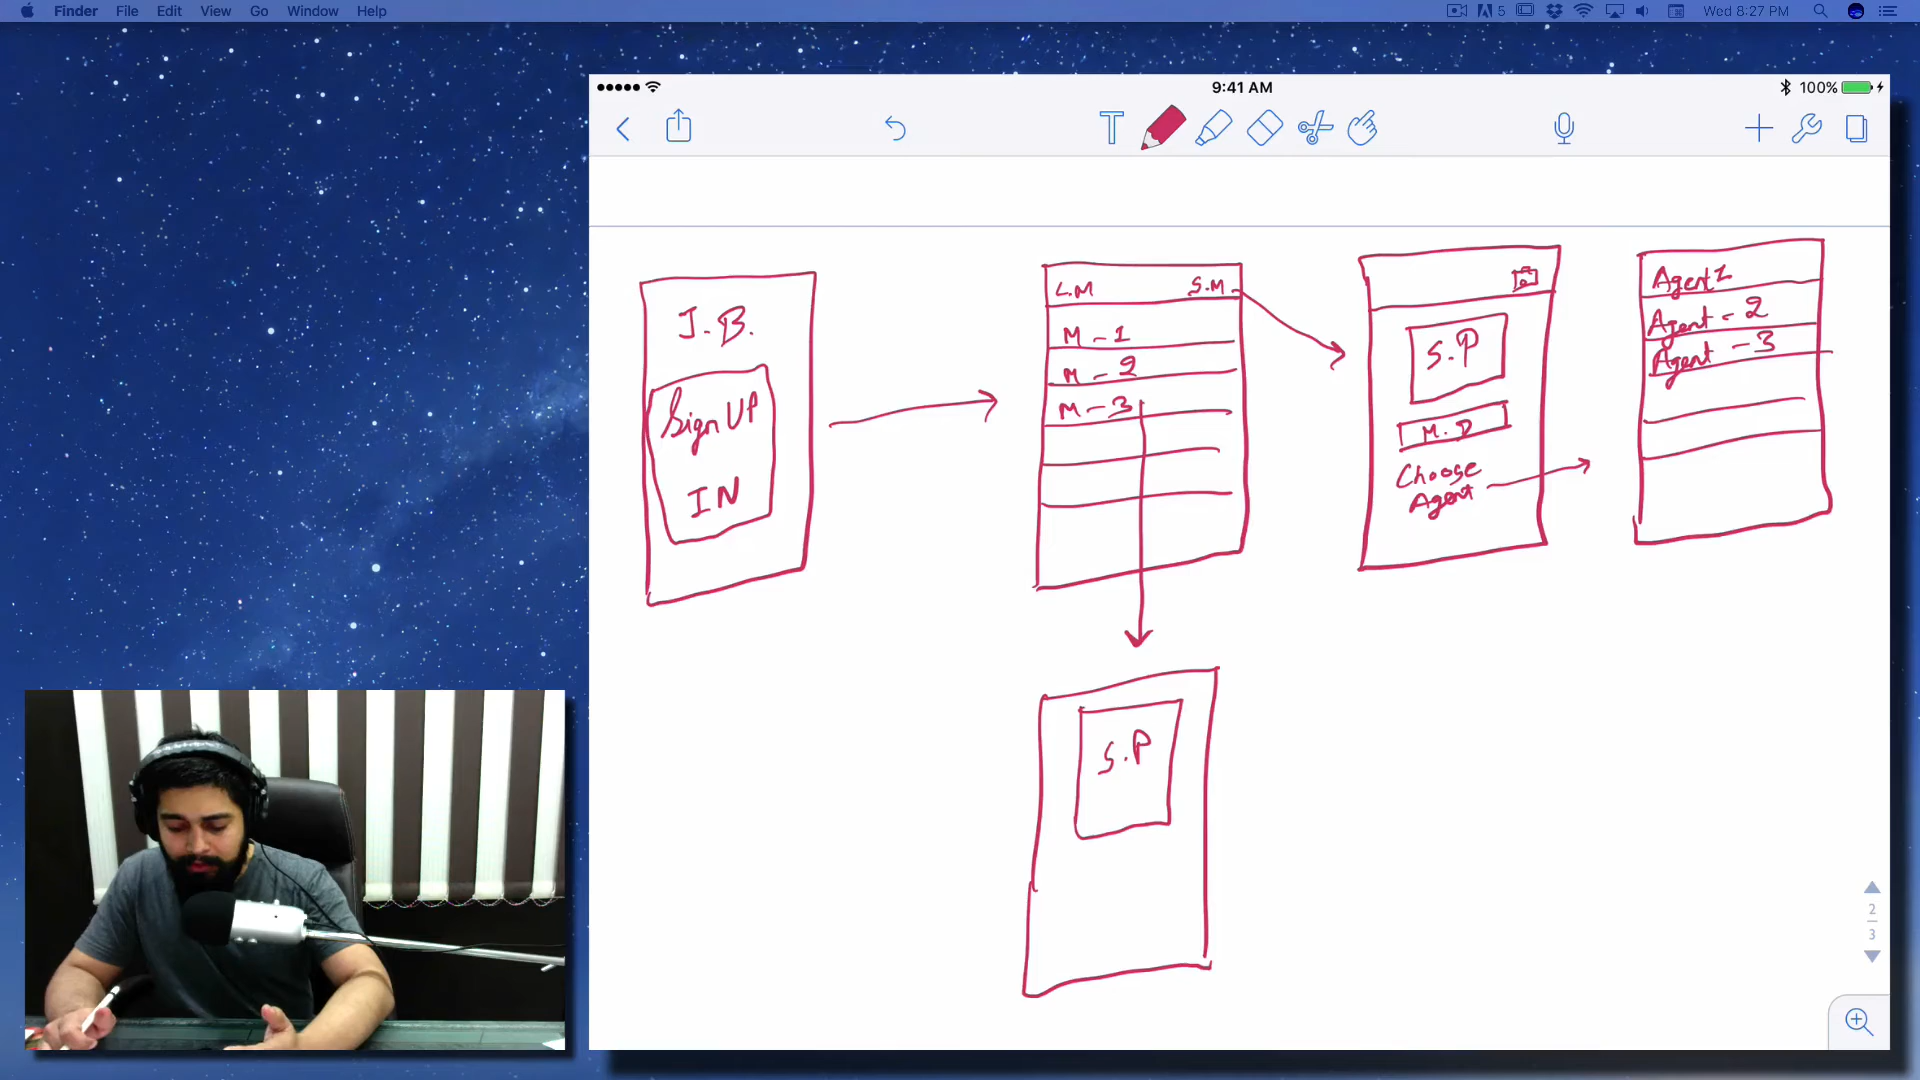 Finder File Edit View Go Window Help
5
Wed 8:27 PM
9:41 AM
100%
T
J.B.
Sign UP
IN
L.M S.M
M - 1
M - 2
M - 3
S.P
M.D
Choose
Agent
Agent 1
Agent - 2
Agent - 3
S.P
2
3